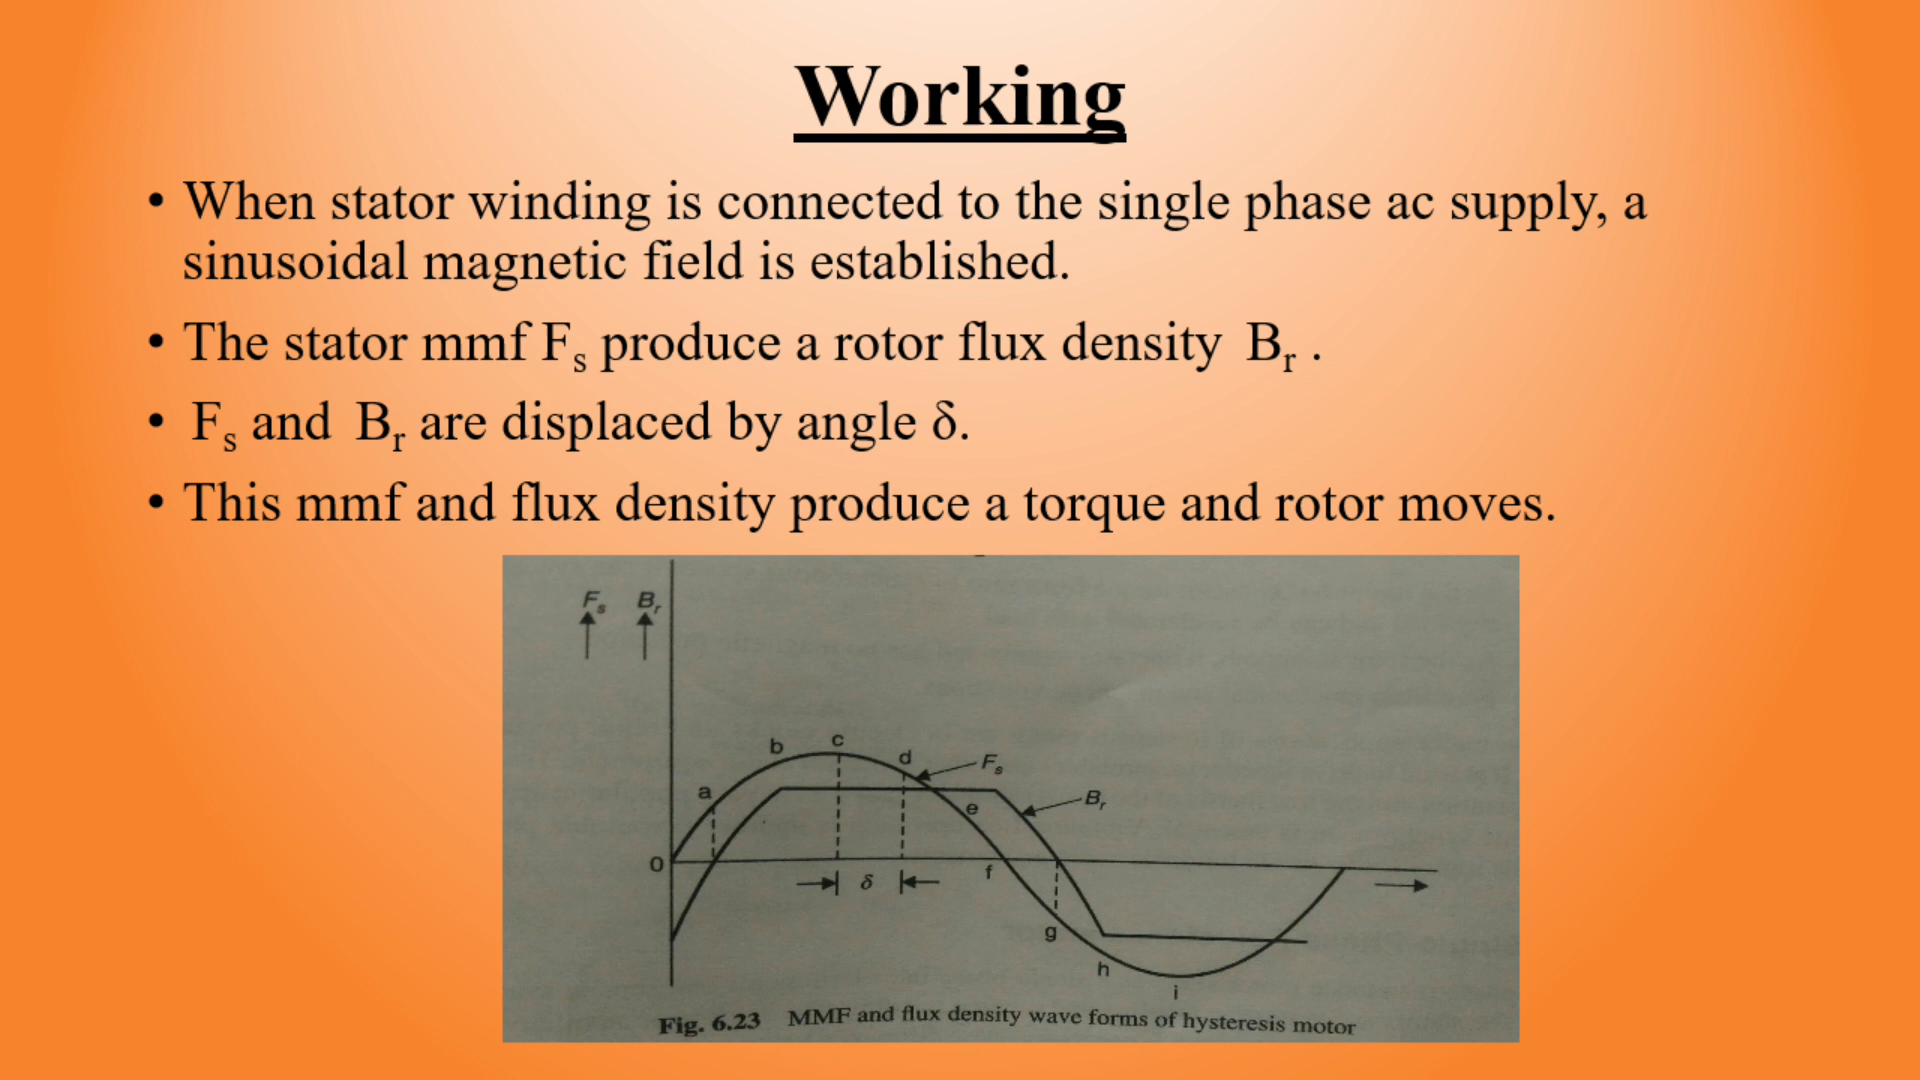 Working
• When stator winding is connected to the single phase ac supply, a
sinusoidal magnetic field is established.
• The stator mmf Fs produce a rotor flux density Br .
• Fs and Br are displaced by angle δ.
• This mmf and flux density produce a torque and rotor moves.
Fs Br
b c d Fs
a e Br
0 δ f
g
h
i
Fig. 6.23 MMF and flux density wave forms of hysteresis motor